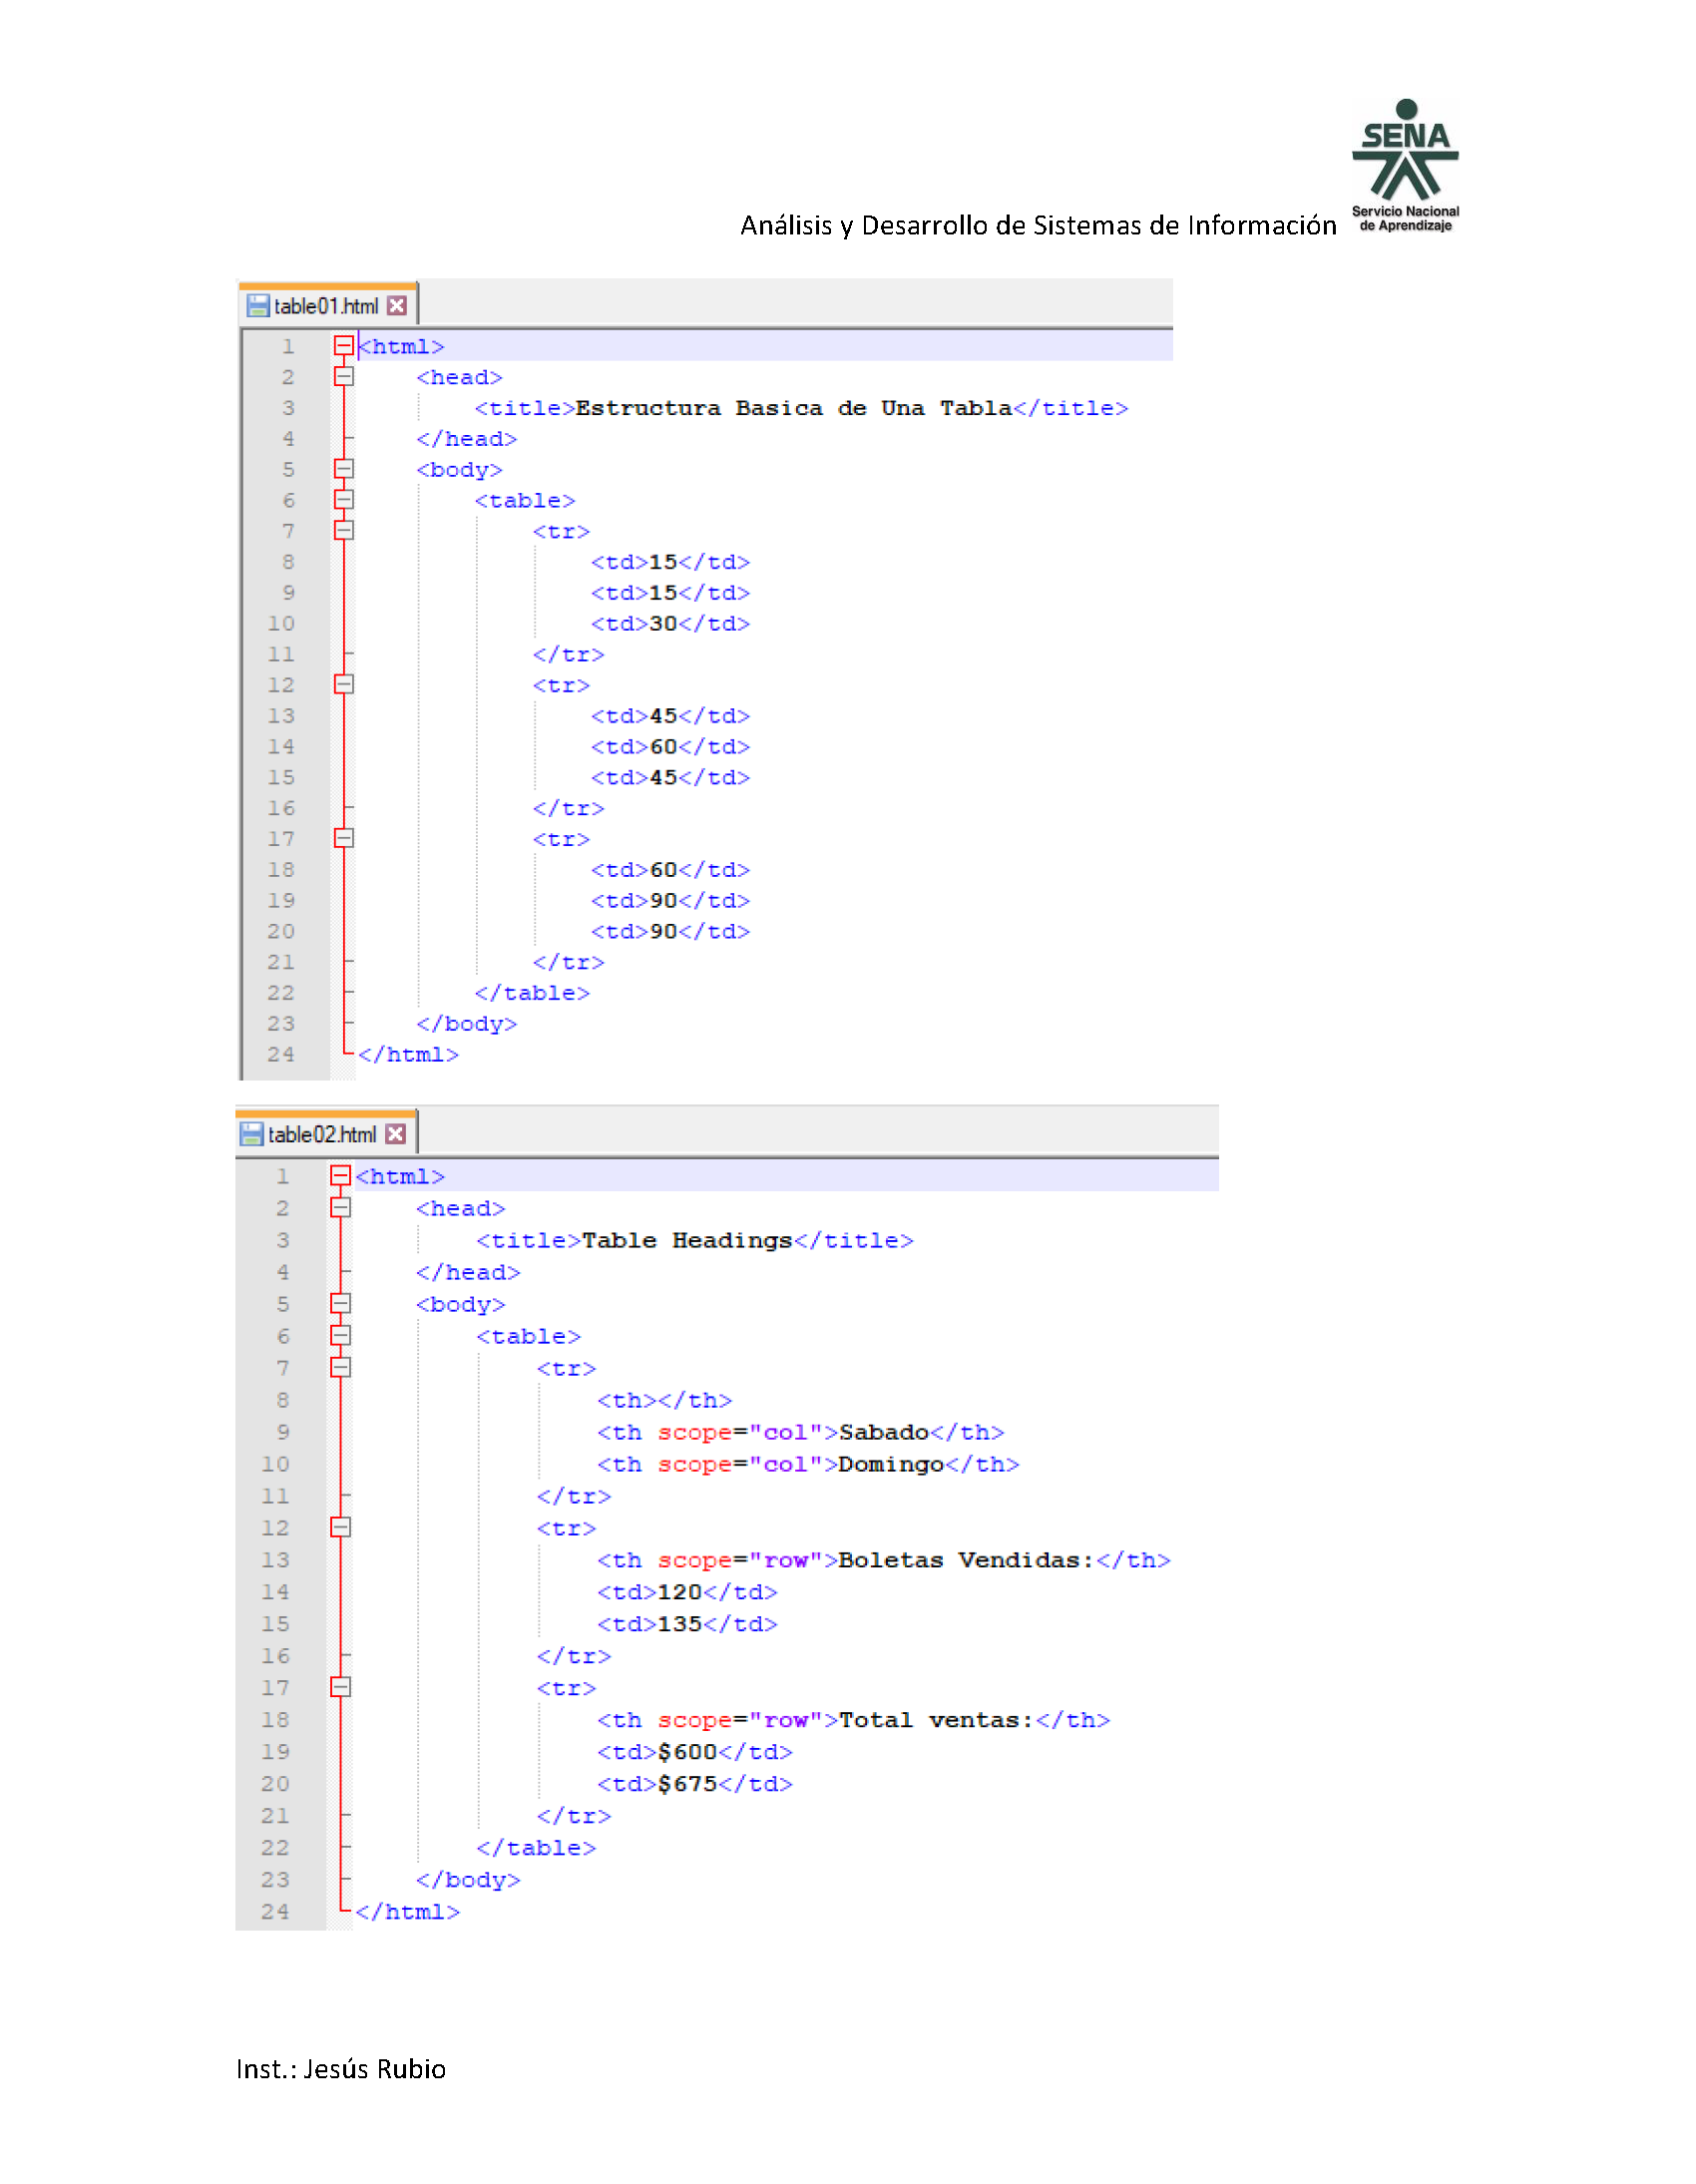 SENA
Servicio Nacional
de Aprendizaje
Análisis y Desarrollo de Sistemas de Información
table01.html
1 <html>
2 <head>
3 <title>Estructura Basica de Una Tabla</title>
4 </head>
5 <body>
6 <table>
7 <tr>
8 <td>15</td>
9 <td>15</td>
10 <td>30</td>
11 </tr>
12 <tr>
13 <td>45</td>
14 <td>60</td>
15 <td>45</td>
16 </tr>
17 <tr>
18 <td>60</td>
19 <td>90</td>
20 <td>90</td>
21 </tr>
22 </table>
23 </body>
24 </html>
table02.html
1 <html>
2 <head>
3 <title>Table Headings</title>
4 </head>
5 <body>
6 <table>
7 <tr>
8 <th></th>
9 <th scope="col">Sabado</th>
10 <th scope="col">Domingo</th>
11 </tr>
12 <tr>
13 <th scope="row">Boletas Vendidas:</th>
14 <td>120</td>
15 <td>135</td>
16 </tr>
17 <tr>
18 <th scope="row">Total ventas:</th>
19 <td>$600</td>
20 <td>$675</td>
21 </tr>
22 </table>
23 </body>
24 </html>
Inst.: Jesús Rubio